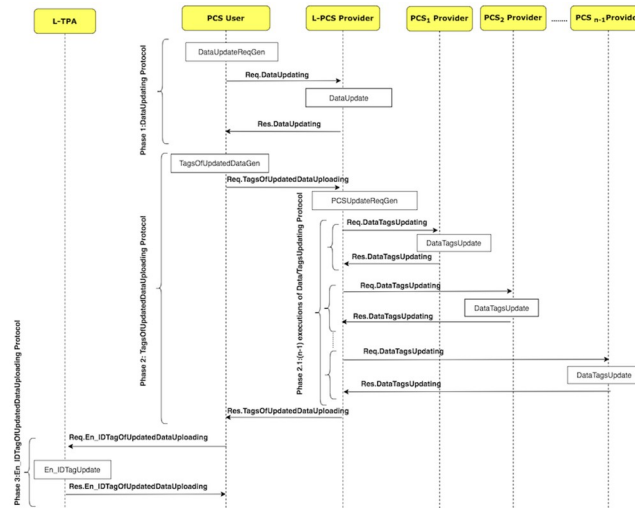 L-TPA
PCS User
L-PCS Provider
PCS1 Provider
PCS2 Provider
........
PCS n-1Provider
Phase 1:DataUpdating Protocol
DataUpdateReqGen
Req.DataUpdating
DataUpdate
Res.DataUpdating
Phase 2: TagsOfUpdatedDataUploading Protocol
TagsOfUpdatedDataGen
Req.TagsOfUpdatedDataUploading
PCSUpdateReqGen
Phase 2.1:(n-1) executions of Data/TagsUpdating Protocol
Req.DataTagsUpdating
DataTagsUpdate
Res.DataTagsUpdating
Req.DataTagsUpdating
DataTagsUpdate
Res.DataTagsUpdating
Req.DataTagsUpdating
DataTagsUpdate
Res.DataTagsUpdating
Res.TagsOfUpdatedDataUploading
Phase 3:En_IDTagOfUpdatedDataUploading Protocol
Req.En_IDTagOfUpdatedDataUploading
En_IDTagUpdate
Res.En_IDTagOfUpdatedDataUploading